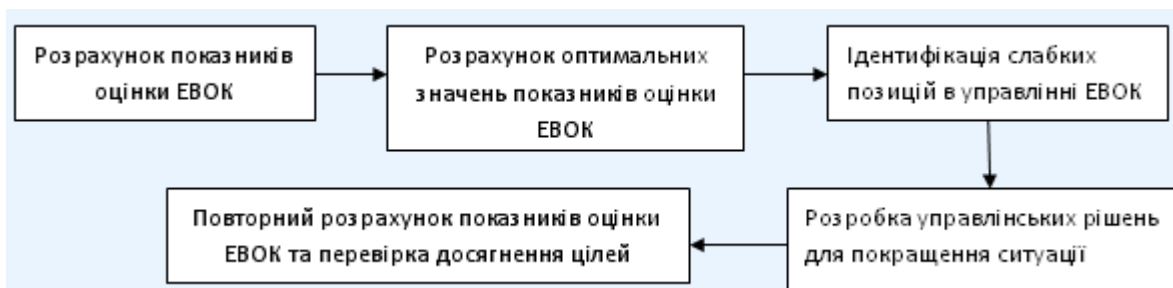 Розрахунок показників
оцінки ЕВОК
Розрахунок оптимальних
значень показників оцінки
ЕВОК
Ідентифікація слабких
позицій в управлінні ЕВОК
Розробка управлінських рішень
для покращення ситуації
Повторний розрахунок показників оцінки
ЕВОК та перевірка досягнення цілей